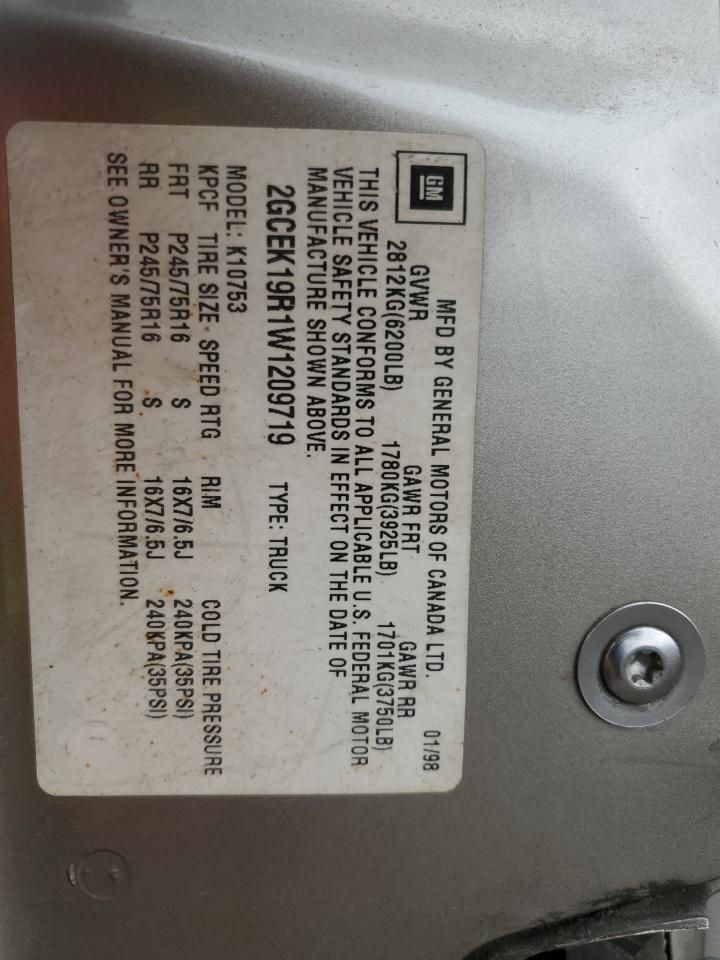 GM
MFD BY GENERAL MOTORS OF CANADA LTD. 01/98
GVWR GAWR FRT GAWR RR
2812KG(6200LB) 1780KG(3925LB) 1701KG(3750LB)
THIS VEHICLE CONFORMS TO ALL APPLICABLE U.S. FEDERAL MOTOR
VEHICLE SAFETY STANDARDS IN EFFECT ON THE DATE OF
MANUFACTURE SHOWN ABOVE.
2GCEK19R1W1209719 TYPE: TRUCK
MODEL: K10753
KPCF TIRE SIZE SPEED RTG RIM COLD TIRE PRESSURE
FRT P245/75R16 S 16X7/6.5J 240KPA(35PSI)
RR P245/75R16 S 16X7/6.5J 240KPA(35PSI)
SEE OWNER'S MANUAL FOR MORE INFORMATION.